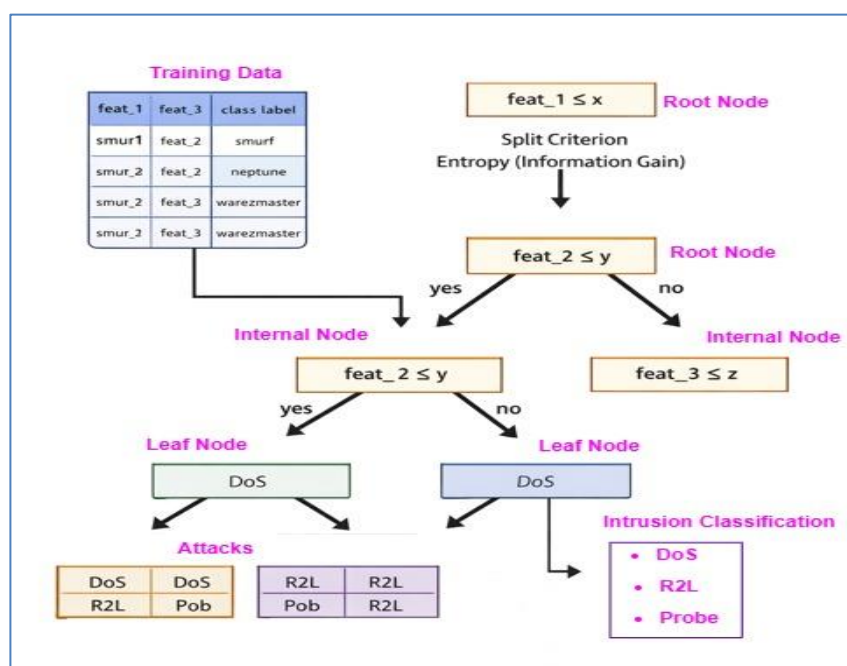 Training Data
feat_1 feat_3 class label
smur1 feat_2 smurf
smur_2 feat_2 neptune
smur_2 feat_3 warezmaster
smur_2 feat_3 warezmaster
feat_1 ≤ x Root Node
Split Criterion
Entropy (Information Gain)
feat_2 ≤ y Root Node
yes no
Internal Node Internal Node
feat_2 ≤ y feat_3 ≤ z
yes no
Leaf Node Leaf Node
DoS DoS
Attacks
DoS DoS
R2L Pob
R2L R2L
Pob R2L
Intrusion Classification
• DoS
• R2L
• Probe